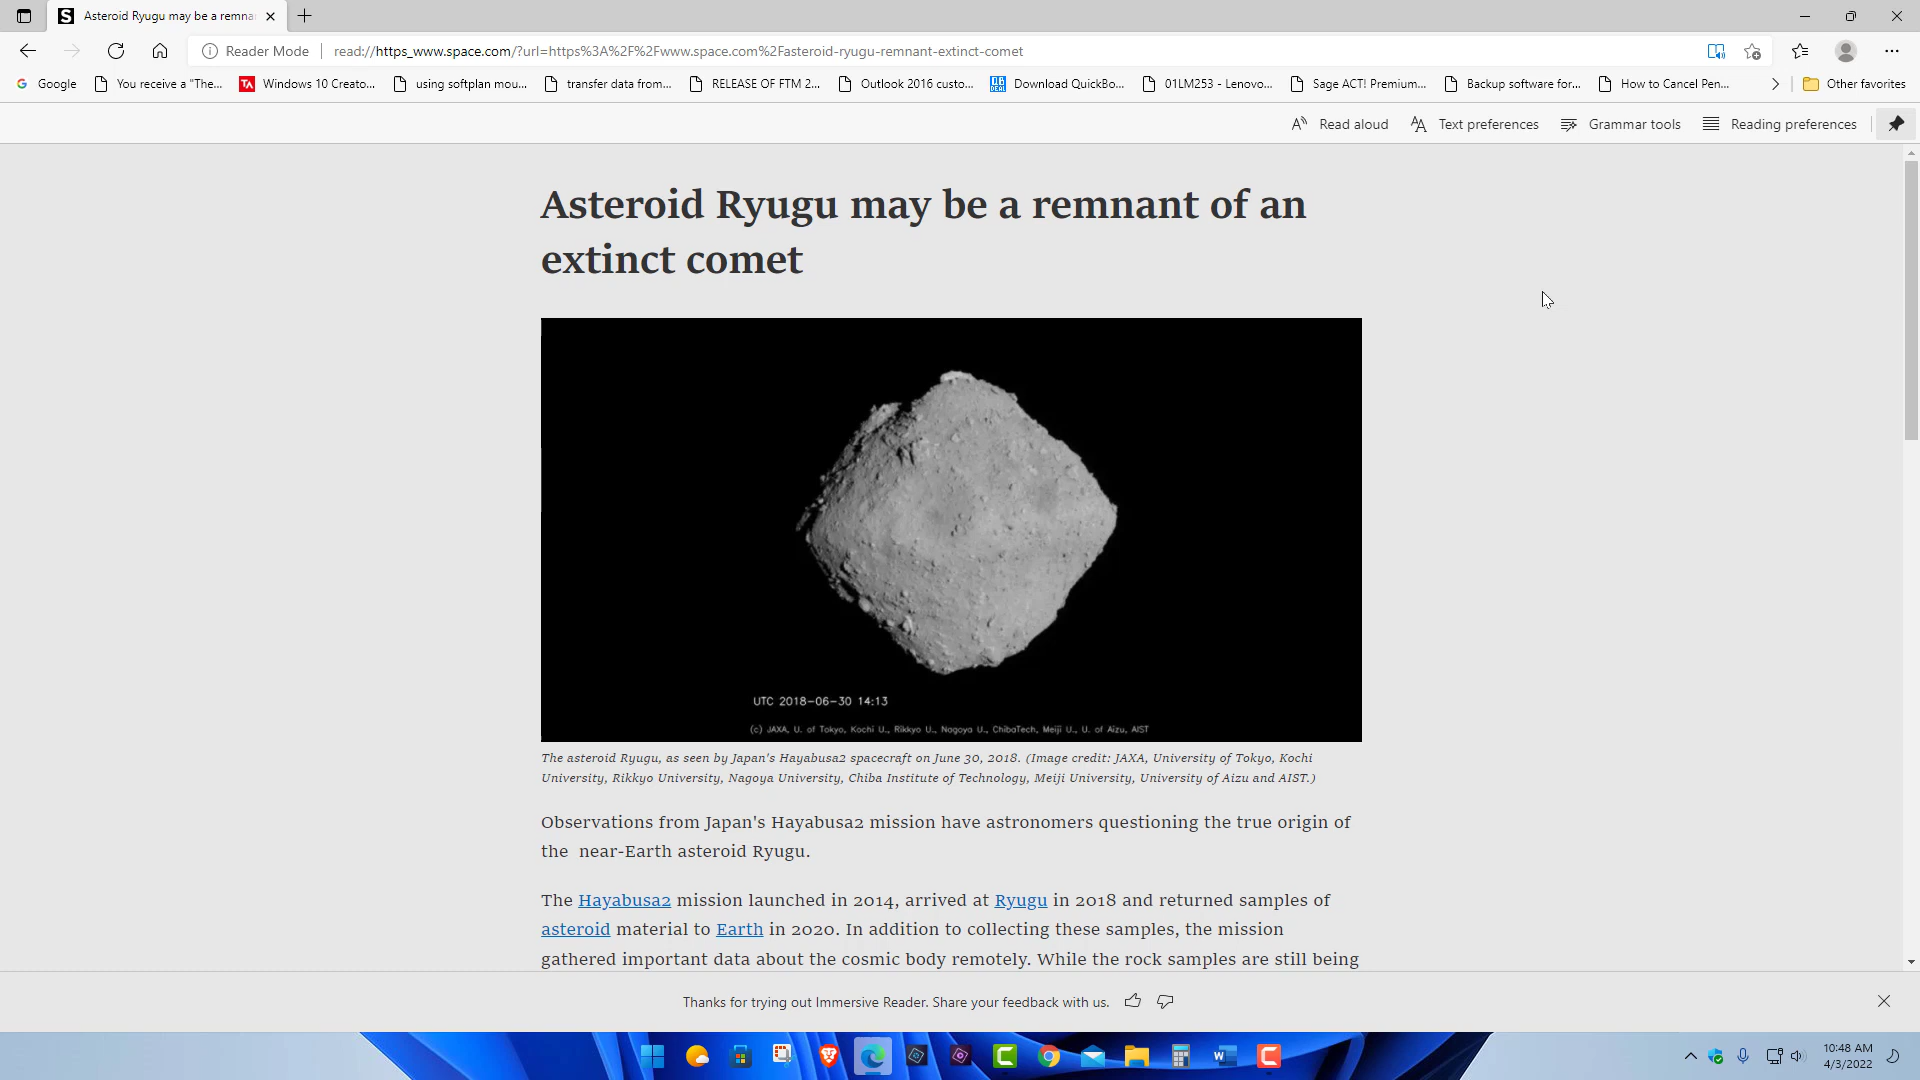 Asteroid Ryugu may be a remna
Reader Mode
read://https_www.space.com/?url=https%3A%2F%2Fwww.space.com%2Fasteroid-ryugu-remnant-extinct-comet
Google
You receive a "The...
TA
Windows 10 Creato...
using softplan mou...
transfer data from...
RELEASE OF FTM 2...
Outlook 2016 custo...
Download QuickBo...
01LM253 - Lenovo...
Sage ACT! Premium...
Backup software for...
How to Cancel Pen...
Other favorites
Read aloud
Text preferences
Grammar tools
Reading preferences
Asteroid Ryugu may be a remnant of an
extinct comet
UTC 2018-06-30 14:13
(c) JAXA, U. of Tokyo, Kochi U., Rikkyo U., Nagoya U., ChibaTech, Meiji U., U. of Aizu, AIST
The asteroid Ryugu, as seen by Japan's Hayabusa2 spacecraft on June 30, 2018. (Image credit: JAXA, University of Tokyo, Kochi
University, Rikkyo University, Nagoya University, Chiba Institute of Technology, Meiji University, University of Aizu and AIST.)
Observations from Japan's Hayabusa2 mission have astronomers questioning the true origin of
the near-Earth asteroid Ryugu.
The Hayabusa2 mission launched in 2014, arrived at Ryugu in 2018 and returned samples of
asteroid material to Earth in 2020. In addition to collecting these samples, the mission
gathered important data about the cosmic body remotely. While the rock samples are still being
Thanks for trying out Immersive Reader. Share your feedback with us.
10:48 AM
4/3/2022